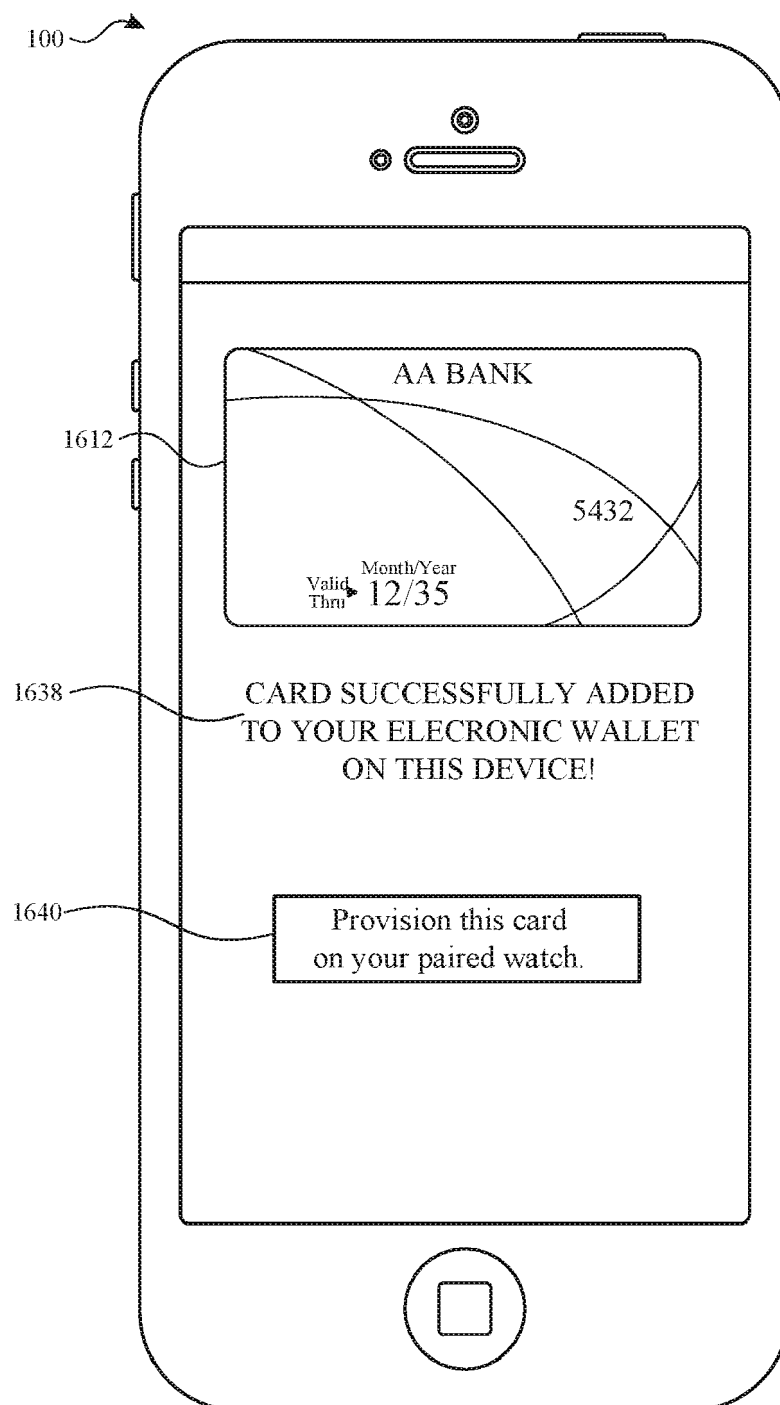 100
AA BANK
1612
5432
Month/Year
Valid
Thru
12/35
1638
CARD SUCCESSFULLY ADDED
TO YOUR ELECRONIC WALLET
ON THIS DEVICE!
1640
Provision this card
on your paired watch.